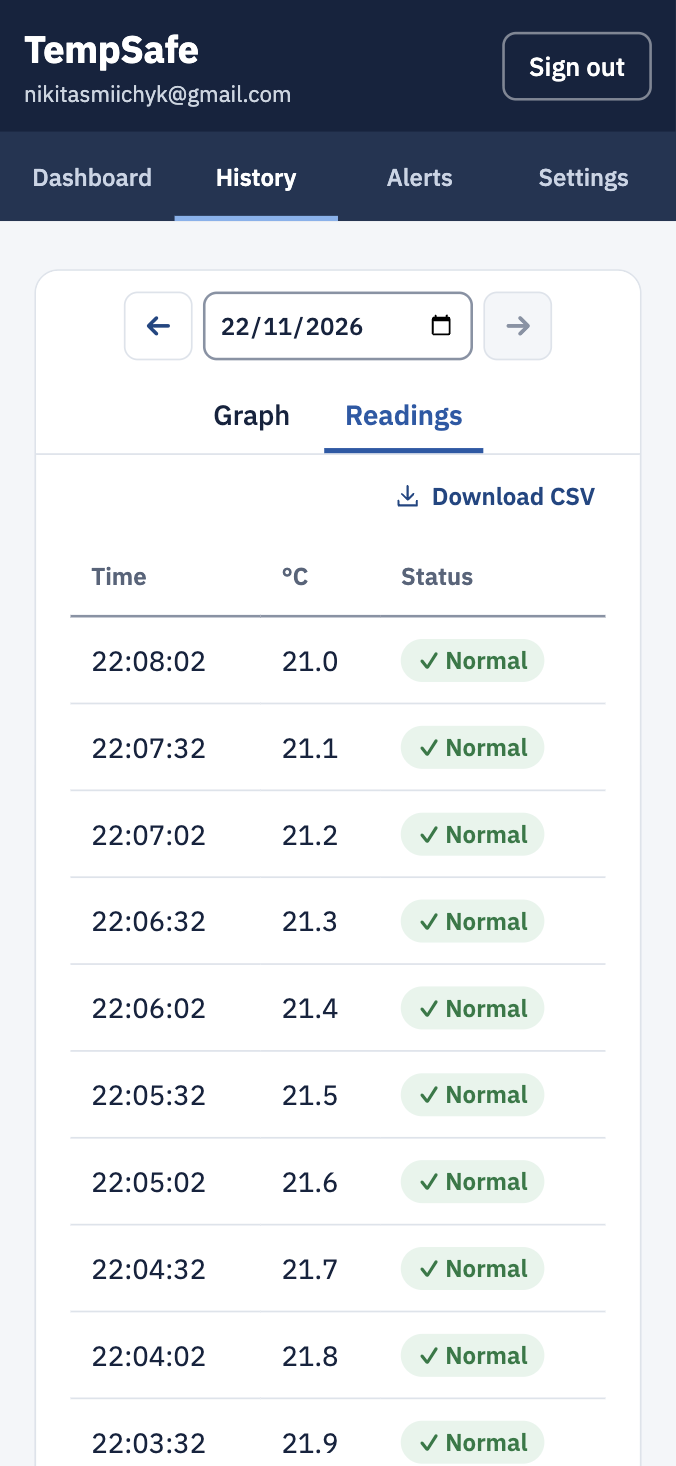 TempSafe
nikitasmiichyk@gmail.com
Sign out
Dashboard History Alerts Settings
22/11/2026
Graph Readings
Download CSV
Time °C Status
22:08:02 21.0 Normal
22:07:32 21.1 Normal
22:07:02 21.2 Normal
22:06:32 21.3 Normal
22:06:02 21.4 Normal
22:05:32 21.5 Normal
22:05:02 21.6 Normal
22:04:32 21.7 Normal
22:04:02 21.8 Normal
22:03:32 21.9 Normal